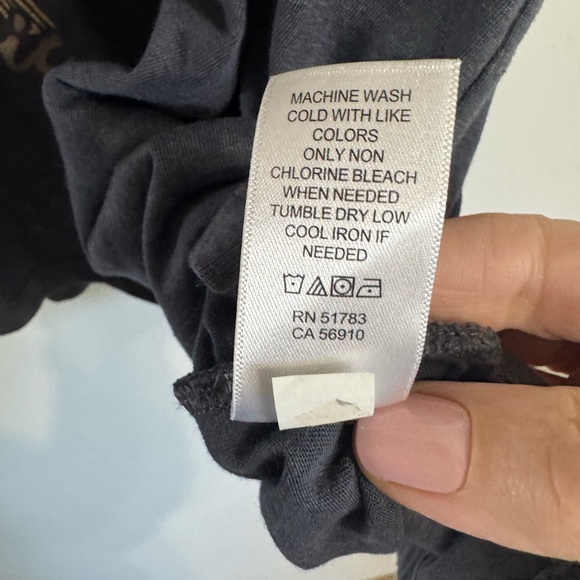 MACHINE WASH
COLD WITH LIKE
COLORS
ONLY NON
CHLORINE BLEACH
WHEN NEEDED
TUMBLE DRY LOW
COOL IRON IF
NEEDED
RN 51783
CA 56910